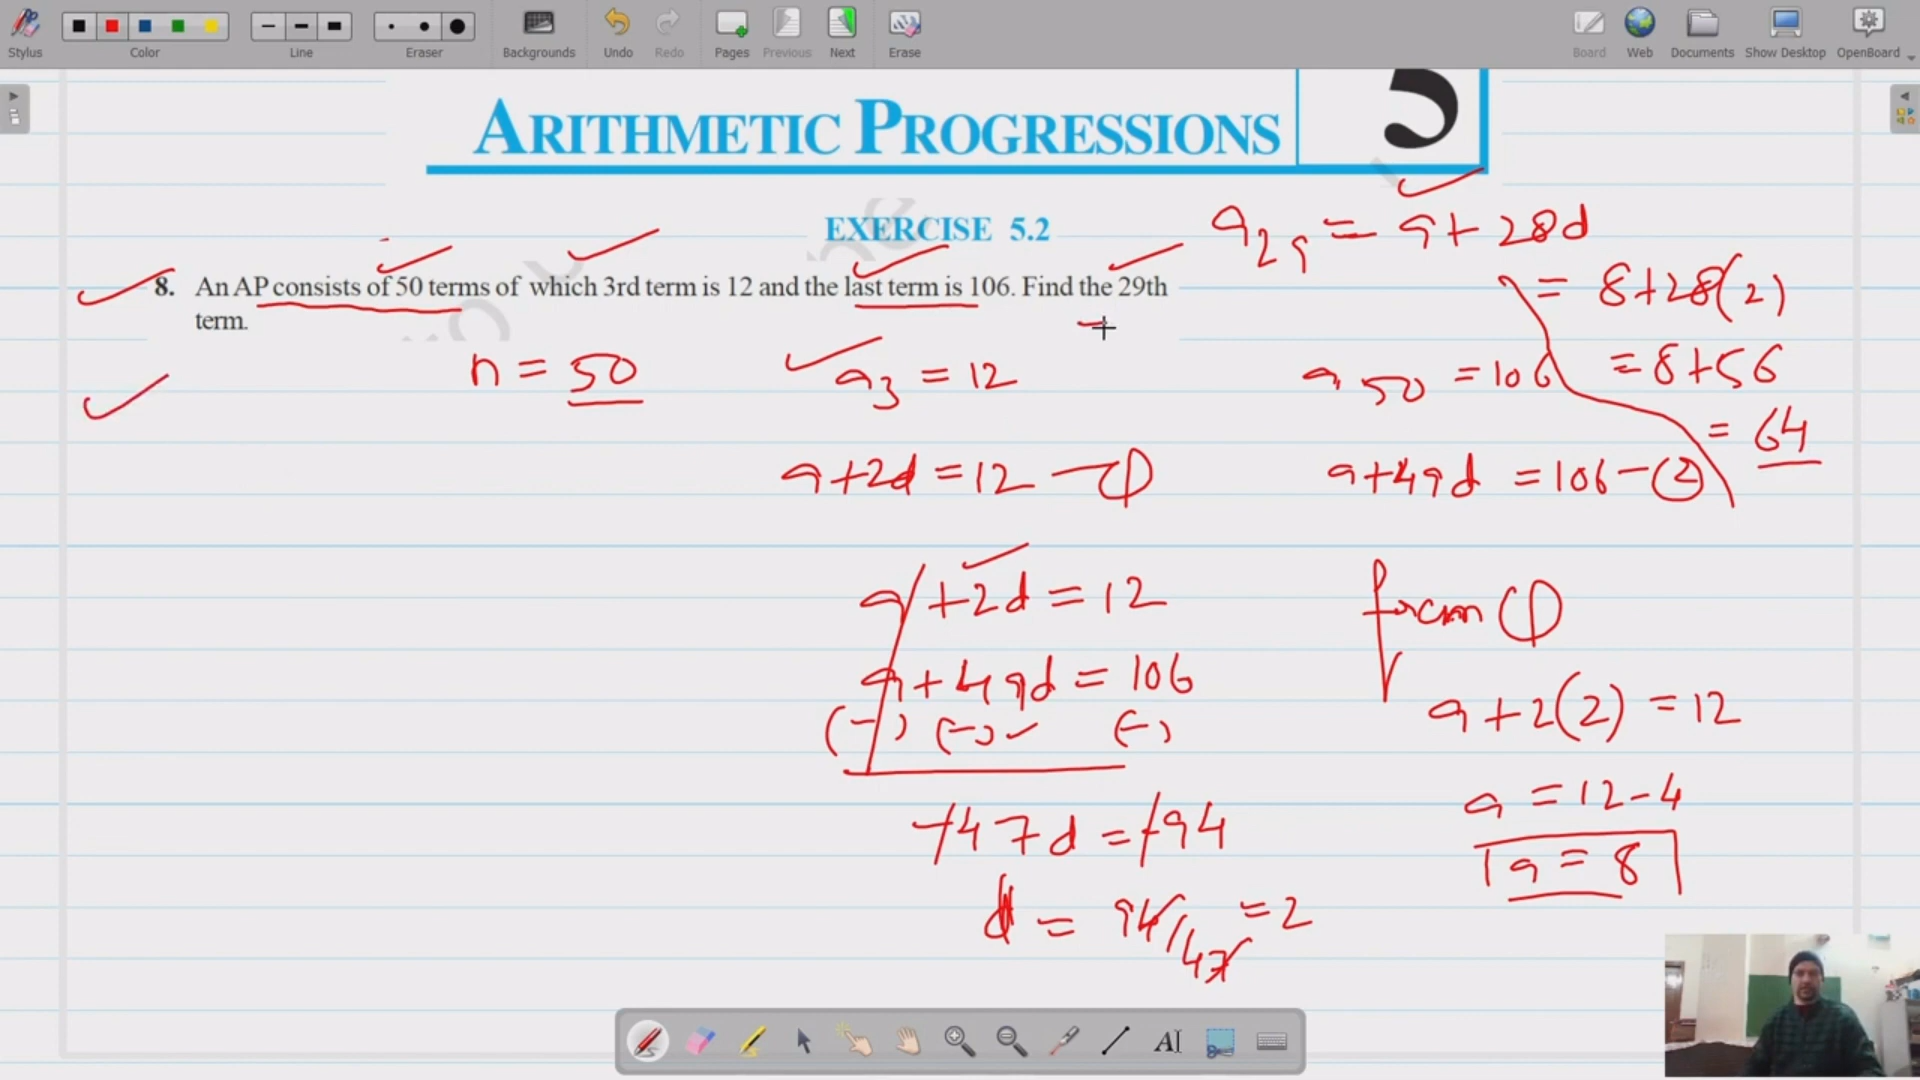 Stylus Color Line Eraser Backgrounds Undo Redo Pages Previous Next Erase Board Web Documents Show Desktop OpenBoard
ARITHMETIC PROGRESSIONS 5
EXERCISE 5.2
8. An AP consists of 50 terms of which 3rd term is 12 and the last term is 106. Find the 29th
term.
a29 = a+28d
= 8+28(2)
= 8+56
= 64
n = 50
a3 = 12
a50 = 106
a+2d = 12 — (1)
a+49d = 106 — (2)
a+2d = 12
a+49d = 106
(-) (-) (-)
-47d = -94
d = 94/47 = 2
from (1)
a+2(2) = 12
a = 12-4
a = 8
AI